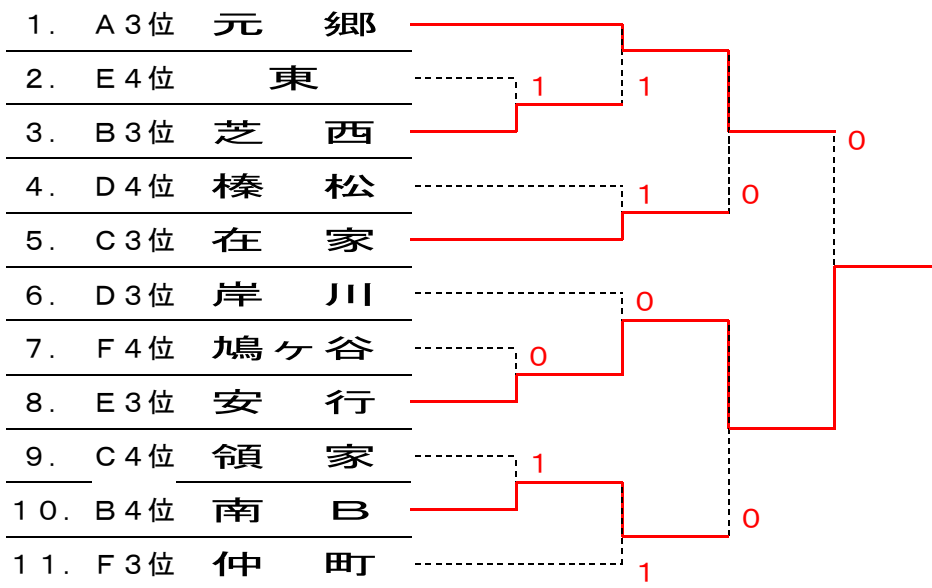 １． Ａ３位 元 郷
２． Ｅ４位 東
１ １
３． Ｂ３位 芝 西
０
４． Ｄ４位 榛 松
１ ０
５． Ｃ３位 在 家
６． Ｄ３位 岸 川
０
７． Ｆ４位 鳩ヶ谷
０
８． Ｅ３位 安 行
９． Ｃ４位 領 家
１
１０． Ｂ４位 南 Ｂ
０
１１． Ｆ３位 仲 町
１